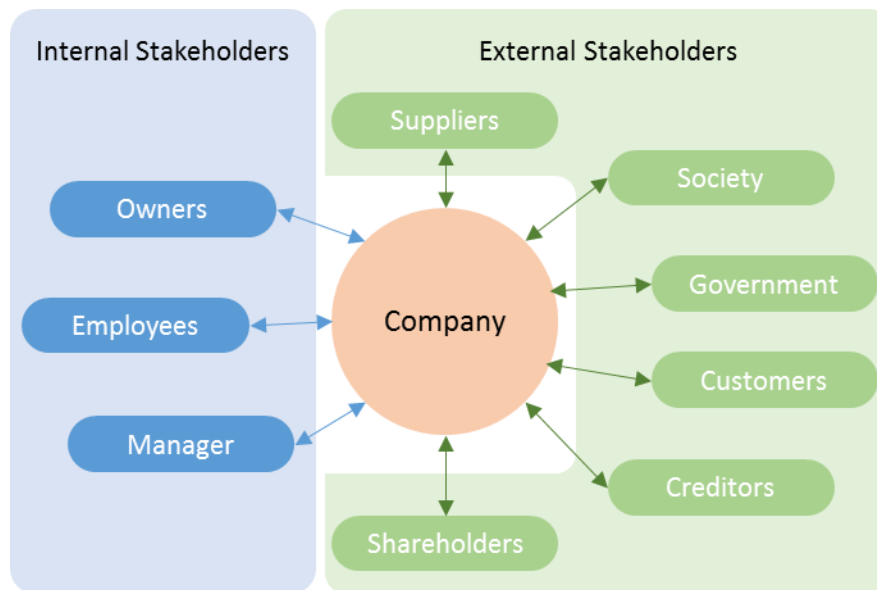 Internal Stakeholders
External Stakeholders
Suppliers
Society
Owners
Government
Employees
Company
Customers
Manager
Creditors
Shareholders